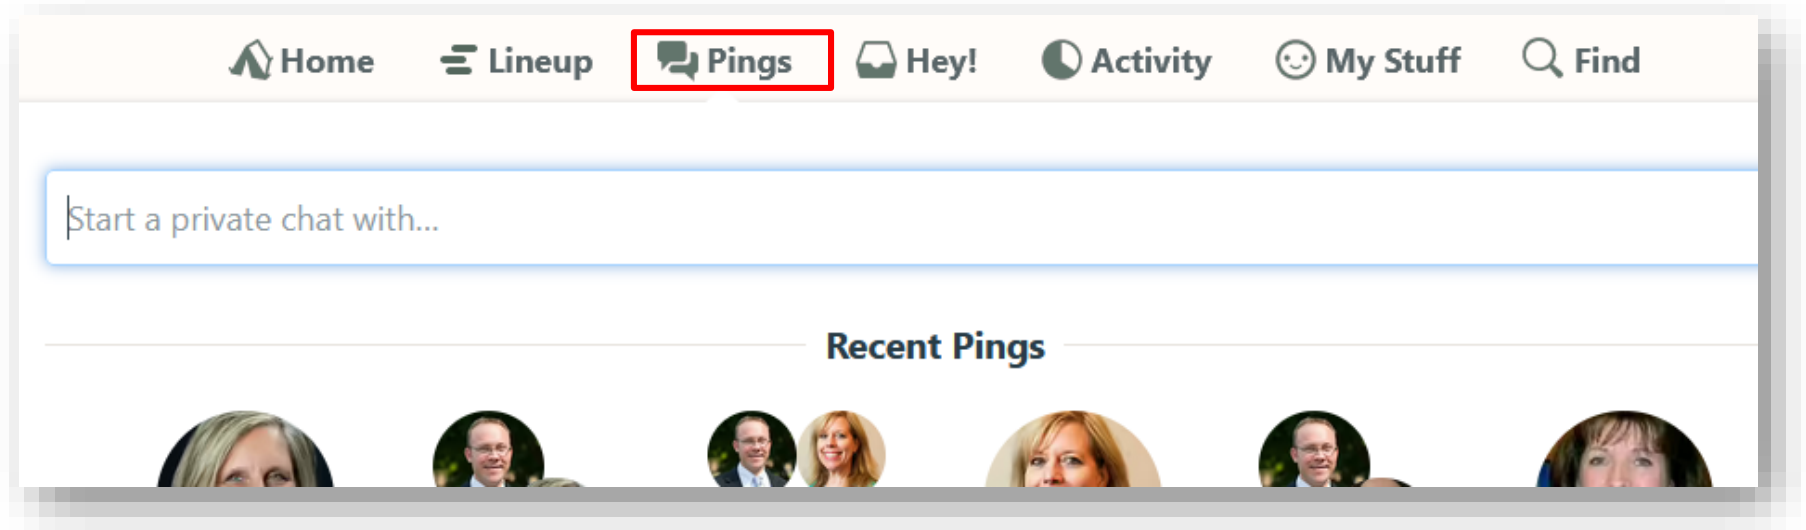 Home Lineup Pings Hey! Activity My Stuff Find
Start a private chat with...
Recent Pings